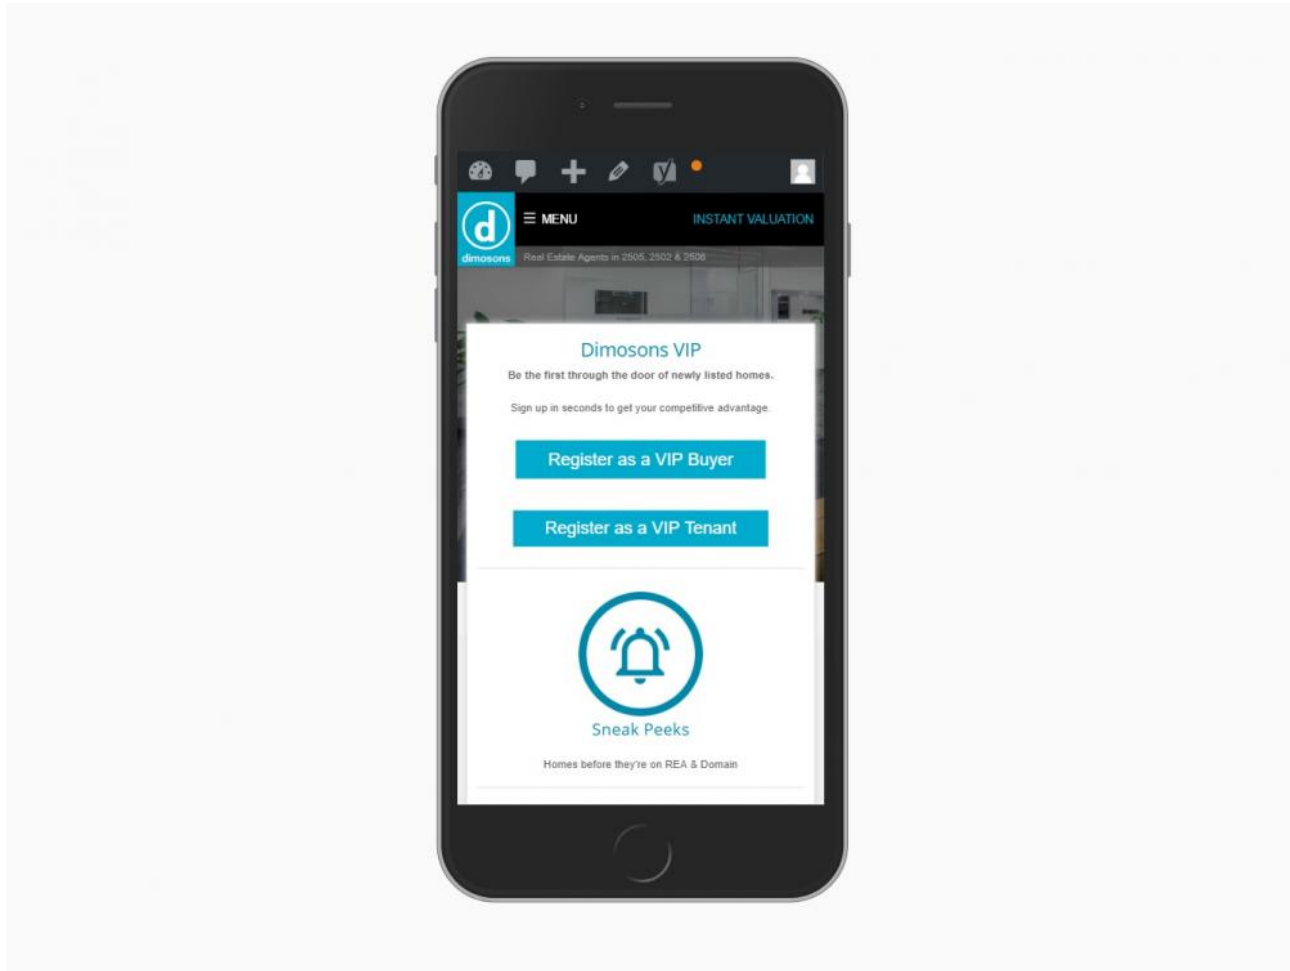 ☰ MENU
INSTANT VALUATION
d
dimosons
Real Estate Agents in 2505, 2502 & 2506
Dimosons VIP
Be the first through the door of newly listed homes.
Sign up in seconds to get your competitive advantage.
Register as a VIP Buyer
Register as a VIP Tenant
Sneak Peeks
Homes before they're on REA & Domain